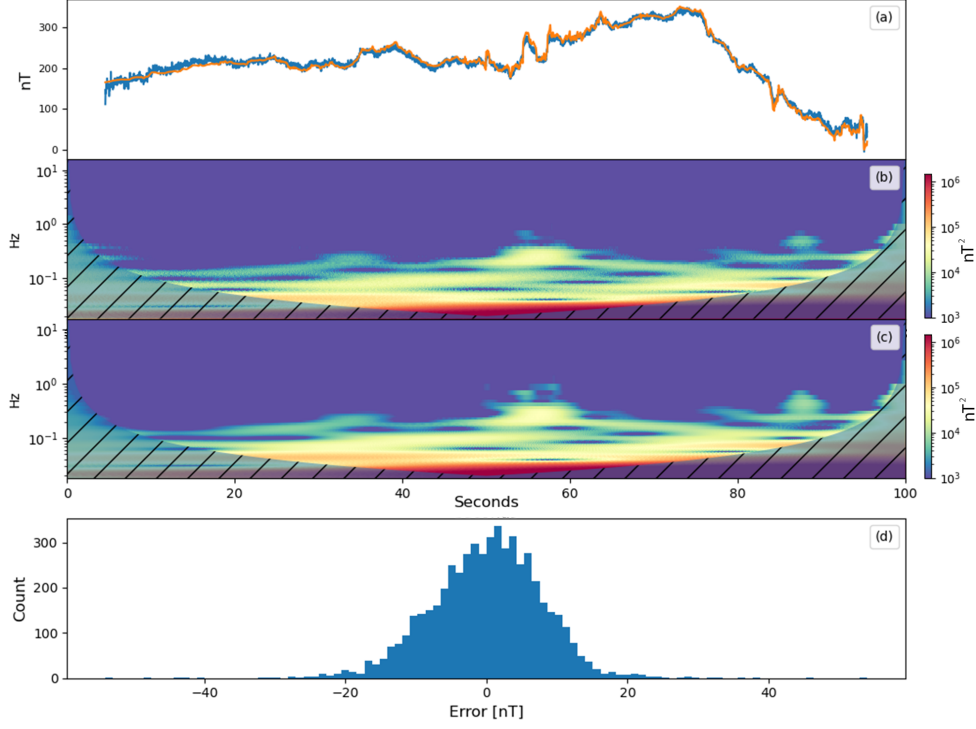 (a)
300
200
100
0
nT
(b)
10¹
10⁰
10⁻¹
Hz
10⁶
10⁵
10⁴
10³
nT²
(c)
10¹
10⁰
10⁻¹
Hz
10⁶
10⁵
10⁴
10³
nT²
0 20 40 60 80 100
Seconds
(d)
300
200
100
0
Count
−40 −20 0 20 40
Error [nT]